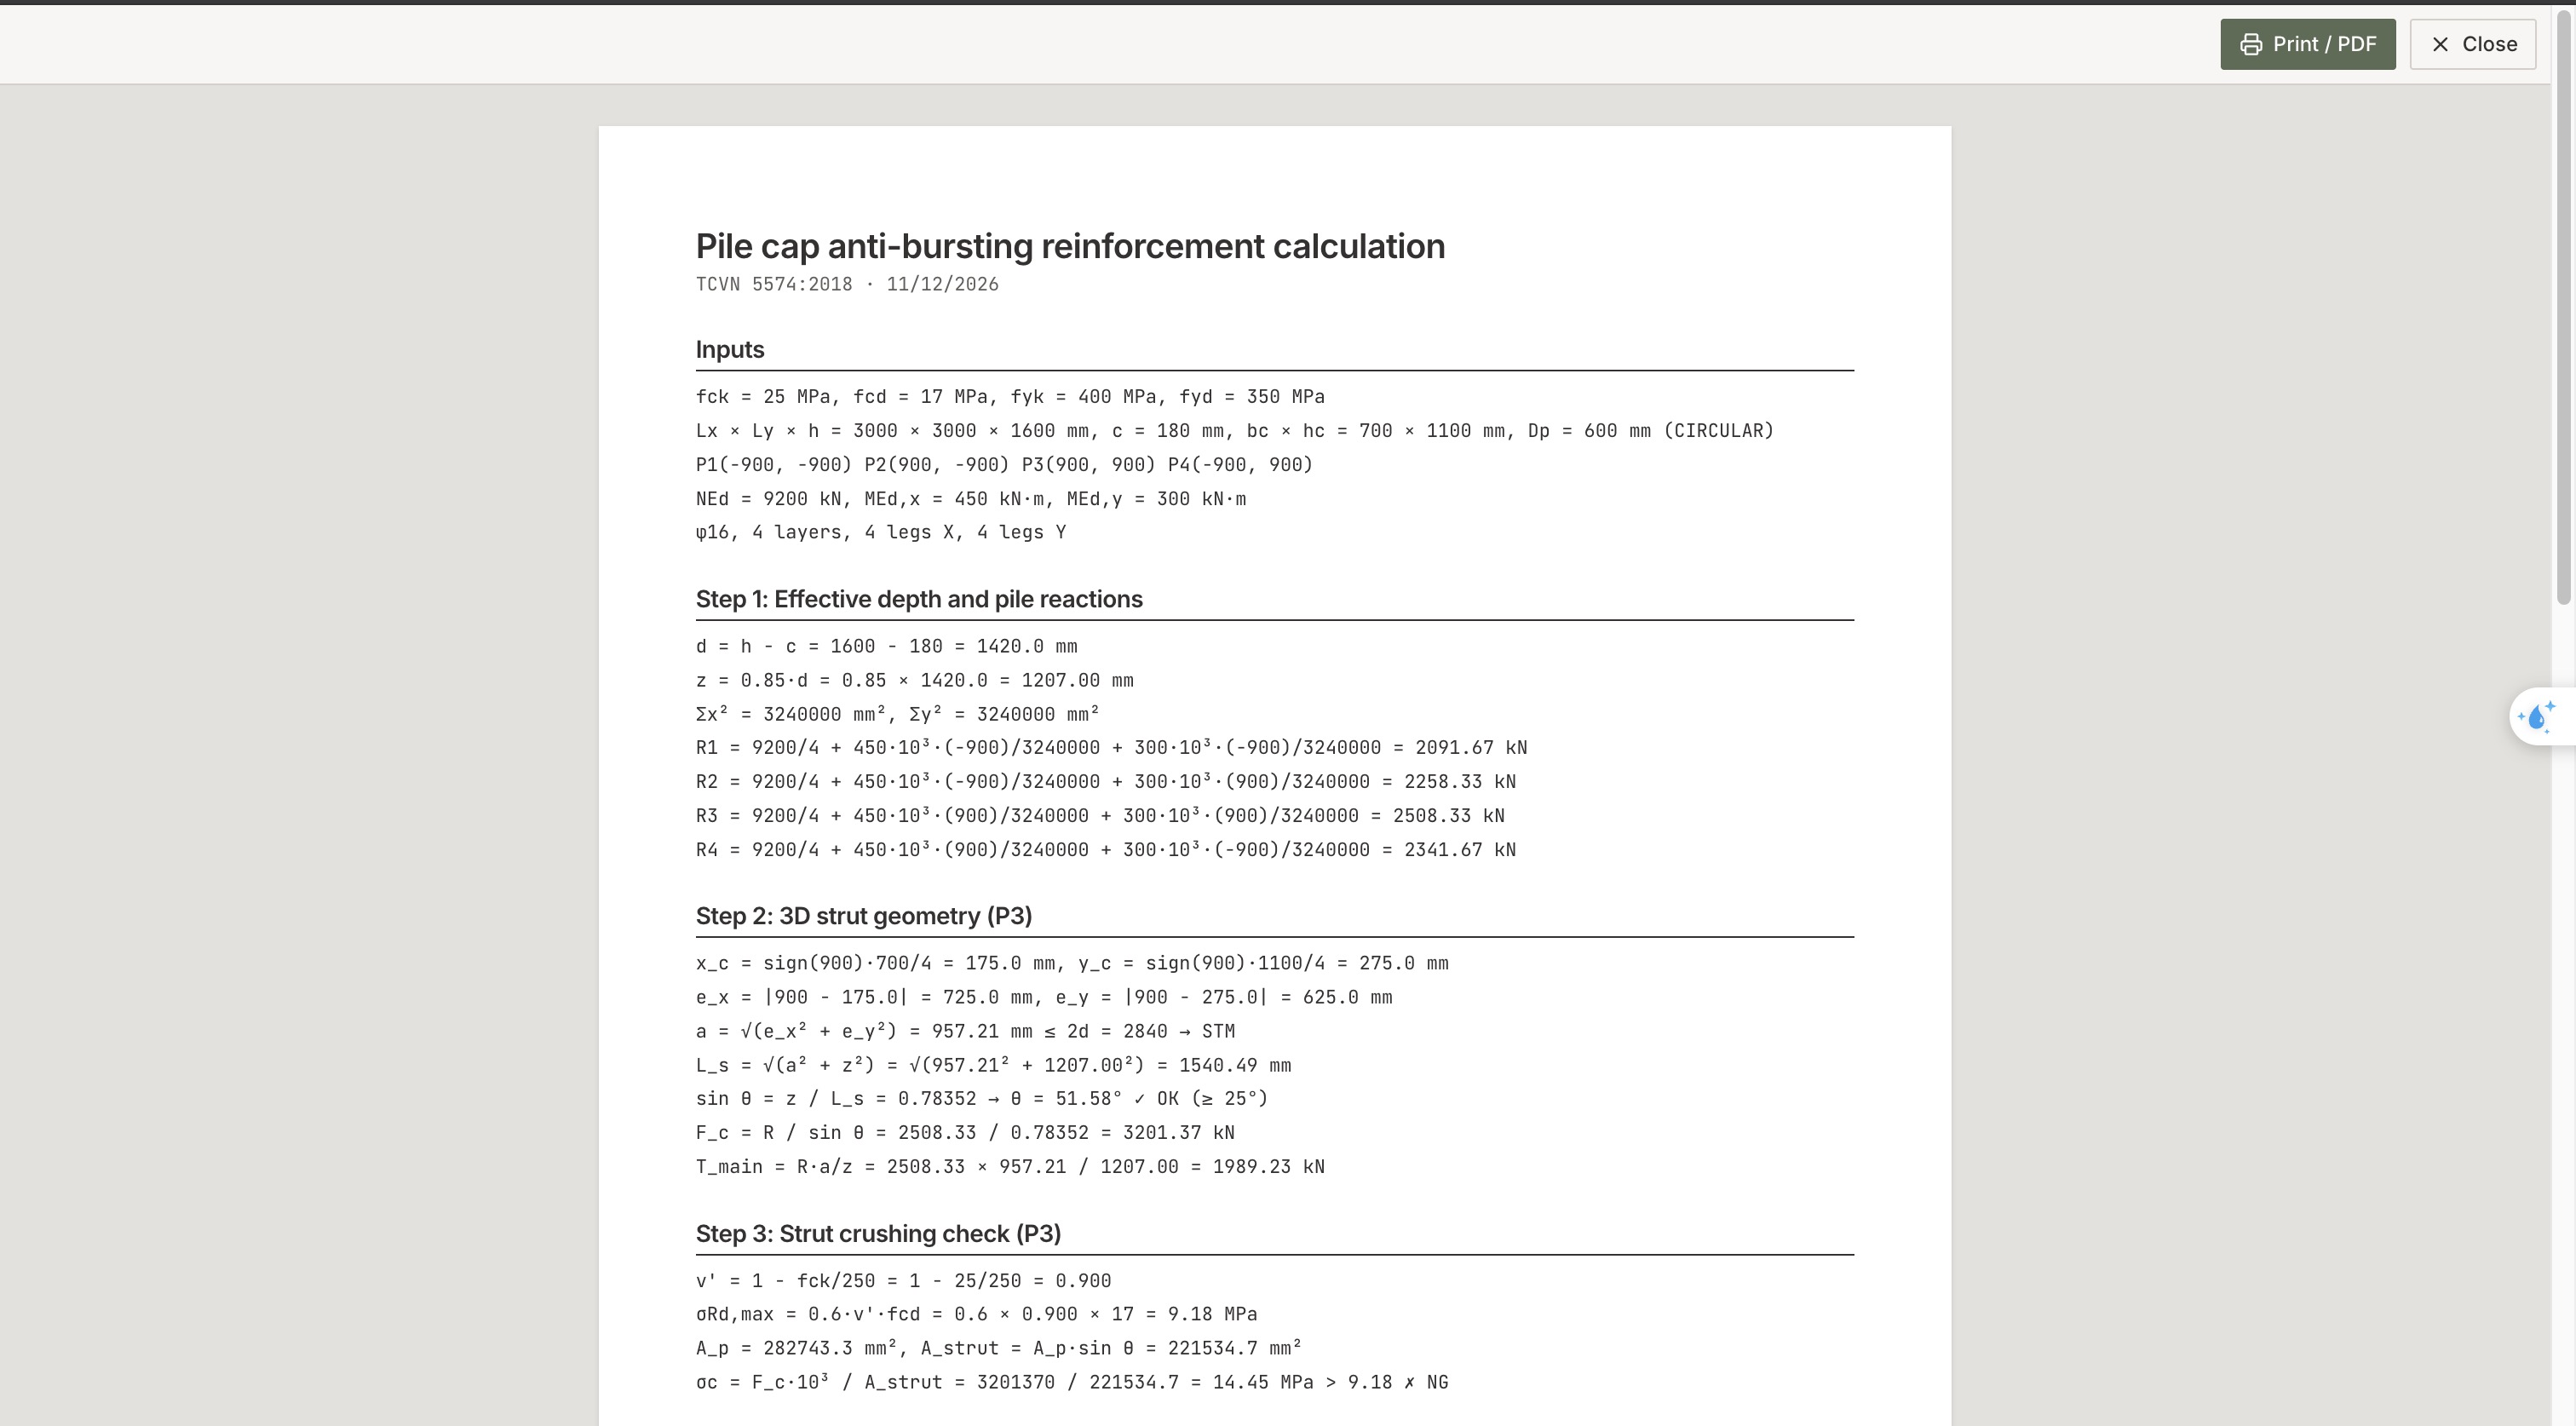 Print / PDF
Close
Pile cap anti-bursting reinforcement calculation
TCVN 5574:2018 · 11/12/2026
Inputs
fck = 25 MPa, fcd = 17 MPa, fyk = 400 MPa, fyd = 350 MPa
Lx × Ly × h = 3000 × 3000 × 1600 mm, c = 180 mm, bc × hc = 700 × 1100 mm, Dp = 600 mm (CIRCULAR)
P1(-900, -900) P2(900, -900) P3(900, 900) P4(-900, 900)
NEd = 9200 kN, MEd,x = 450 kN·m, MEd,y = 300 kN·m
φ16, 4 layers, 4 legs X, 4 legs Y
Step 1: Effective depth and pile reactions
d = h - c = 1600 - 180 = 1420.0 mm
z = 0.85·d = 0.85 × 1420.0 = 1207.00 mm
Σx² = 3240000 mm², Σy² = 3240000 mm²
R1 = 9200/4 + 450·10³·(-900)/3240000 + 300·10³·(-900)/3240000 = 2091.67 kN
R2 = 9200/4 + 450·10³·(-900)/3240000 + 300·10³·(900)/3240000 = 2258.33 kN
R3 = 9200/4 + 450·10³·(900)/3240000 + 300·10³·(900)/3240000 = 2508.33 kN
R4 = 9200/4 + 450·10³·(900)/3240000 + 300·10³·(-900)/3240000 = 2341.67 kN
Step 2: 3D strut geometry (P3)
x_c = sign(900)·700/4 = 175.0 mm, y_c = sign(900)·1100/4 = 275.0 mm
e_x = |900 - 175.0| = 725.0 mm, e_y = |900 - 275.0| = 625.0 mm
a = √(e_x² + e_y²) = 957.21 mm ≤ 2d = 2840 → STM
L_s = √(a² + z²) = √(957.21² + 1207.00²) = 1540.49 mm
sin θ = z / L_s = 0.78352 → θ = 51.58° ✓ OK (≥ 25°)
F_c = R / sin θ = 2508.33 / 0.78352 = 3201.37 kN
T_main = R·a/z = 2508.33 × 957.21 / 1207.00 = 1989.23 kN
Step 3: Strut crushing check (P3)
v' = 1 - fck/250 = 1 - 25/250 = 0.900
σRd,max = 0.6·v'·fcd = 0.6 × 0.900 × 17 = 9.18 MPa
A_p = 282743.3 mm², A_strut = A_p·sin θ = 221534.7 mm²
σc = F_c·10³ / A_strut = 3201370 / 221534.7 = 14.45 MPa > 9.18 ✗ NG